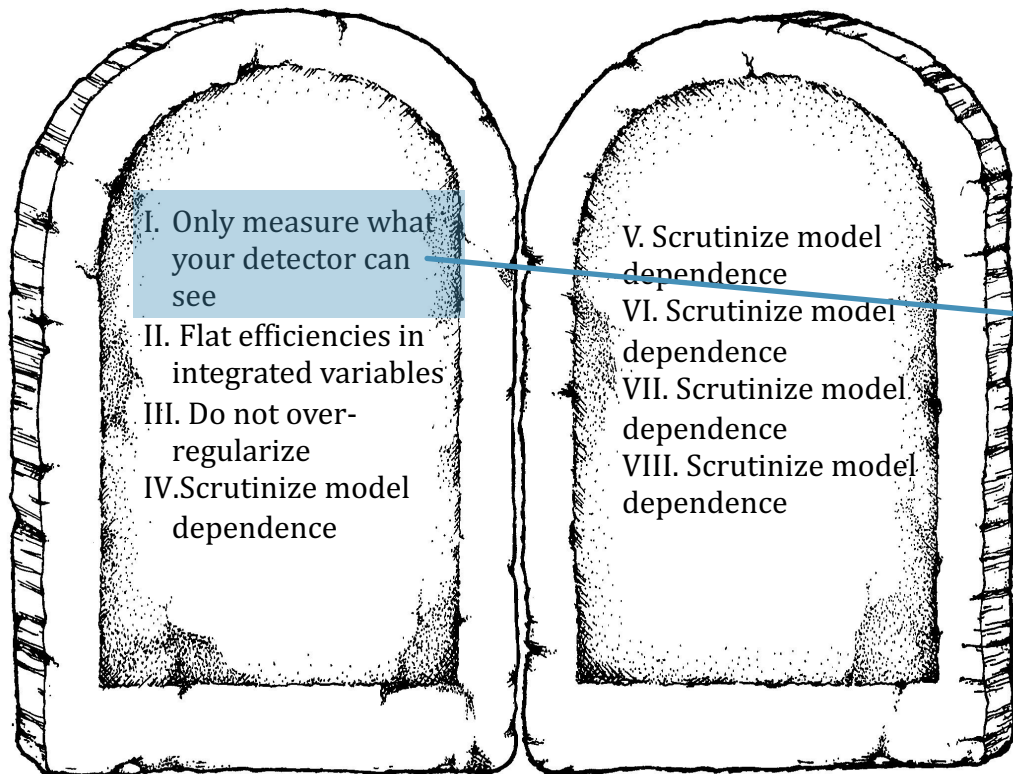 I. Only measure what
your detector can
see
II. Flat efficiencies in
integrated variables
III. Do not over-
regularize
IV.Scrutinize model
dependence
V. Scrutinize model
dependence
VI. Scrutinize model
dependence
VII. Scrutinize model
dependence
VIII. Scrutinize model
dependence